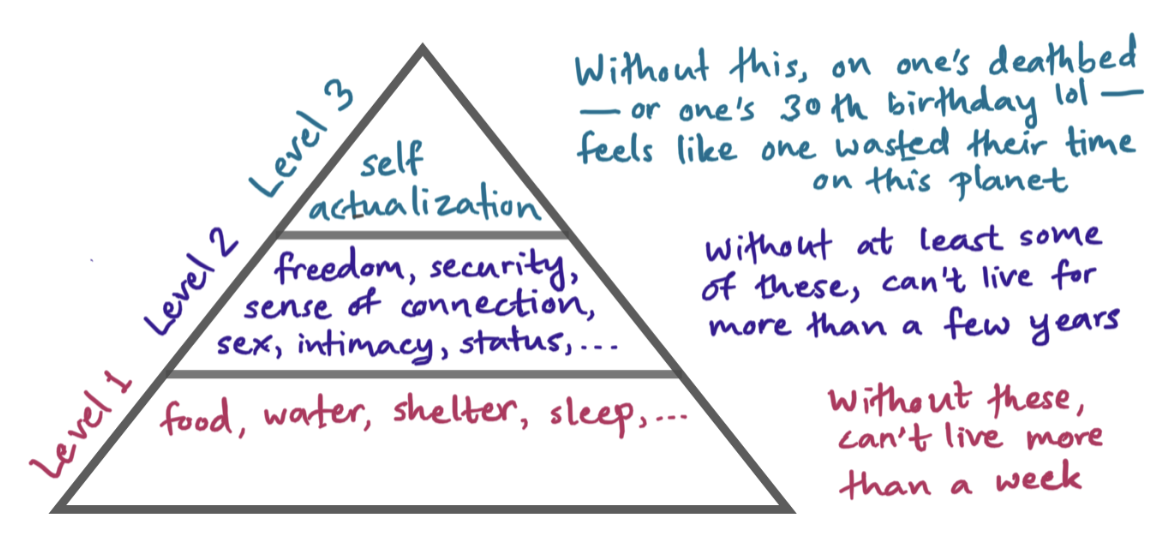 Level 3
self
actualization
Without this, on one's deathbed
— or one's 30th birthday lol —
feels like one wasted their time
on this planet
Level 2
freedom, security,
sense of connection,
sex, intimacy, status,...
without at least some
of these, can't live for
more than a few years
Level 1
food, water, shelter, sleep,...
Without these,
can't live more
than a week